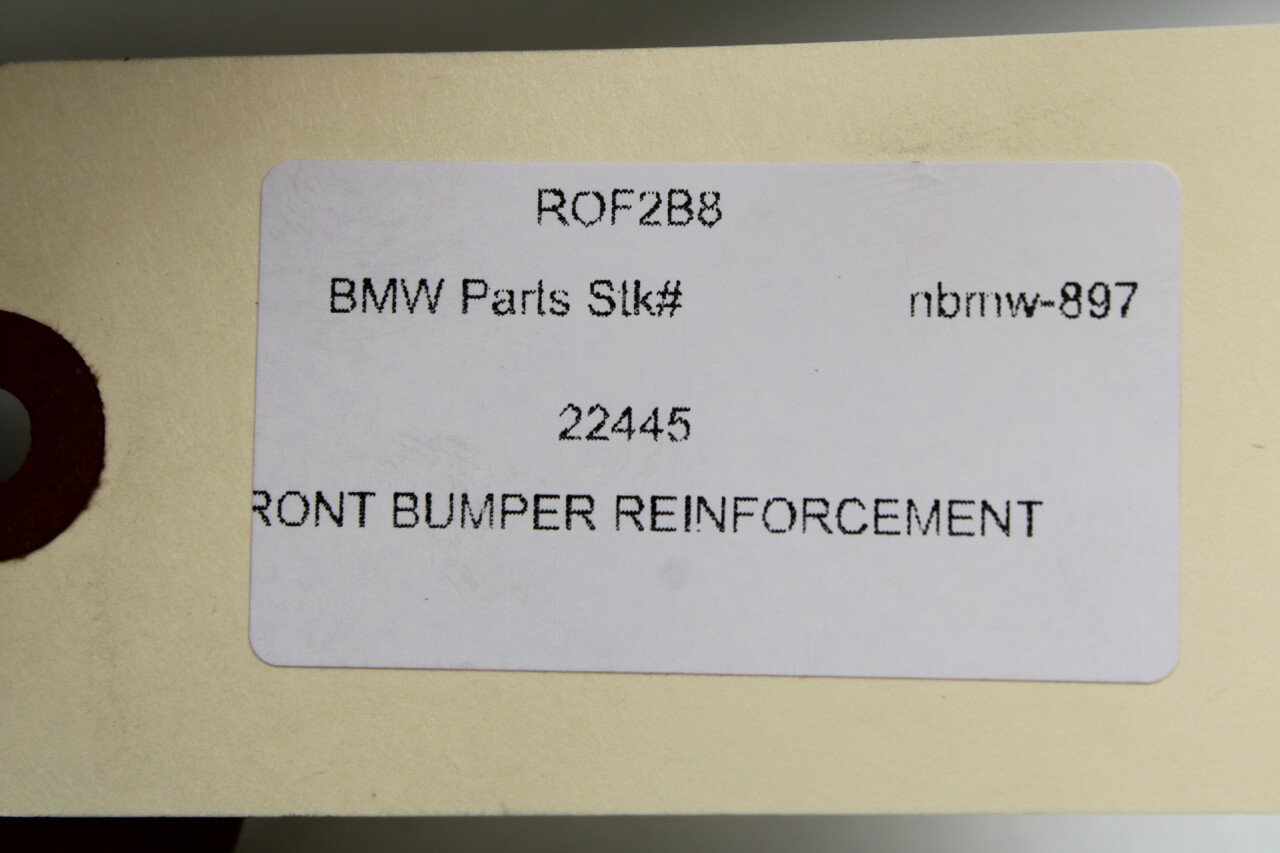 ROF2B8
BMW Parts Stk# nbmw-897
22445
RONT BUMPER REINFORCEMENT